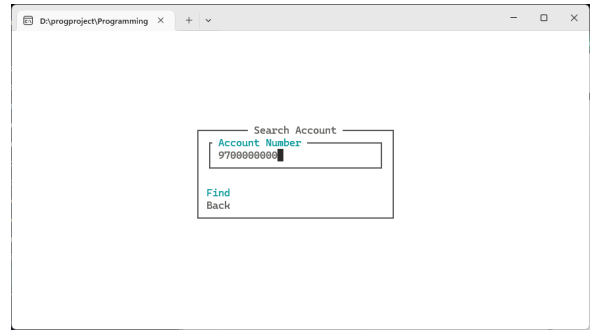 D:\progproject\Programming
Search Account
Account Number
9700000000
Find
Back